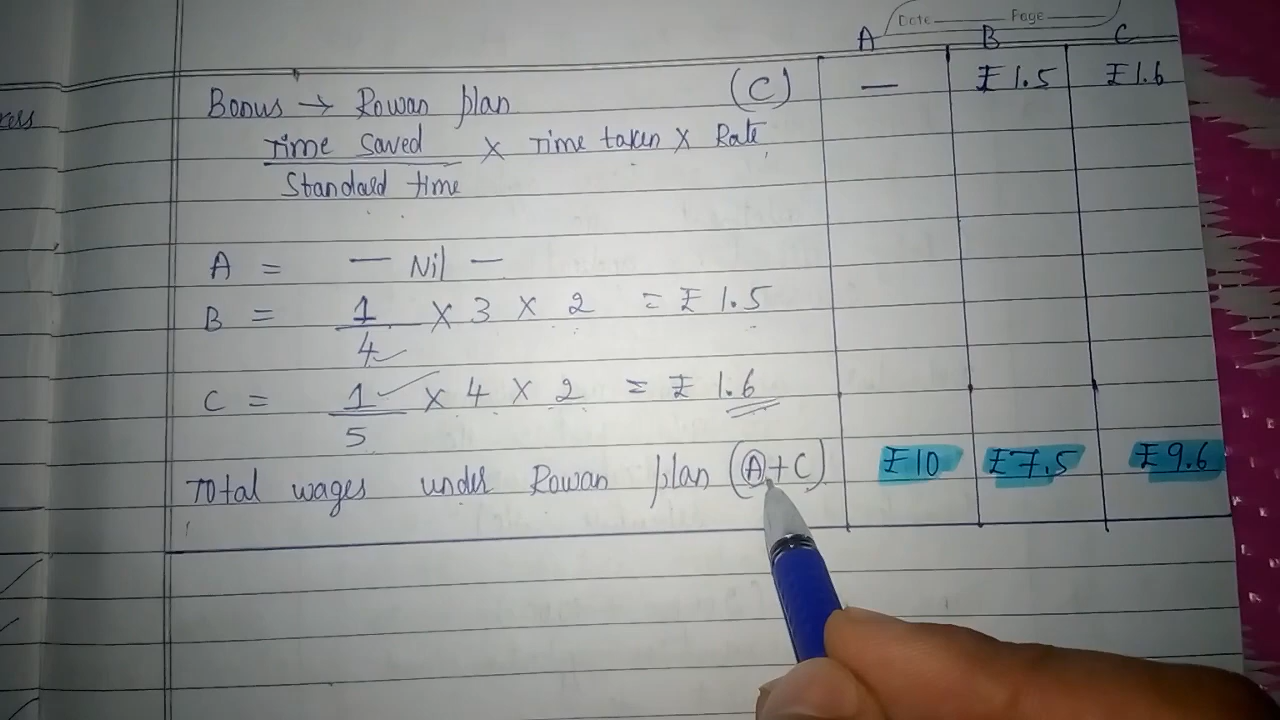 Date Page
A B C
ress
Bonus → Rowan plan (C) — ₹1.5 ₹1.6
Time Saved / Standard time × Time taken × Rate
A = — Nil —
B = 1/4 × 3 × 2 = ₹ 1.5
C = 1/5 × 4 × 2 = ₹ 1.6
Total wages under Rowan plan (A+C) ₹10 ₹7.5 ₹9.6